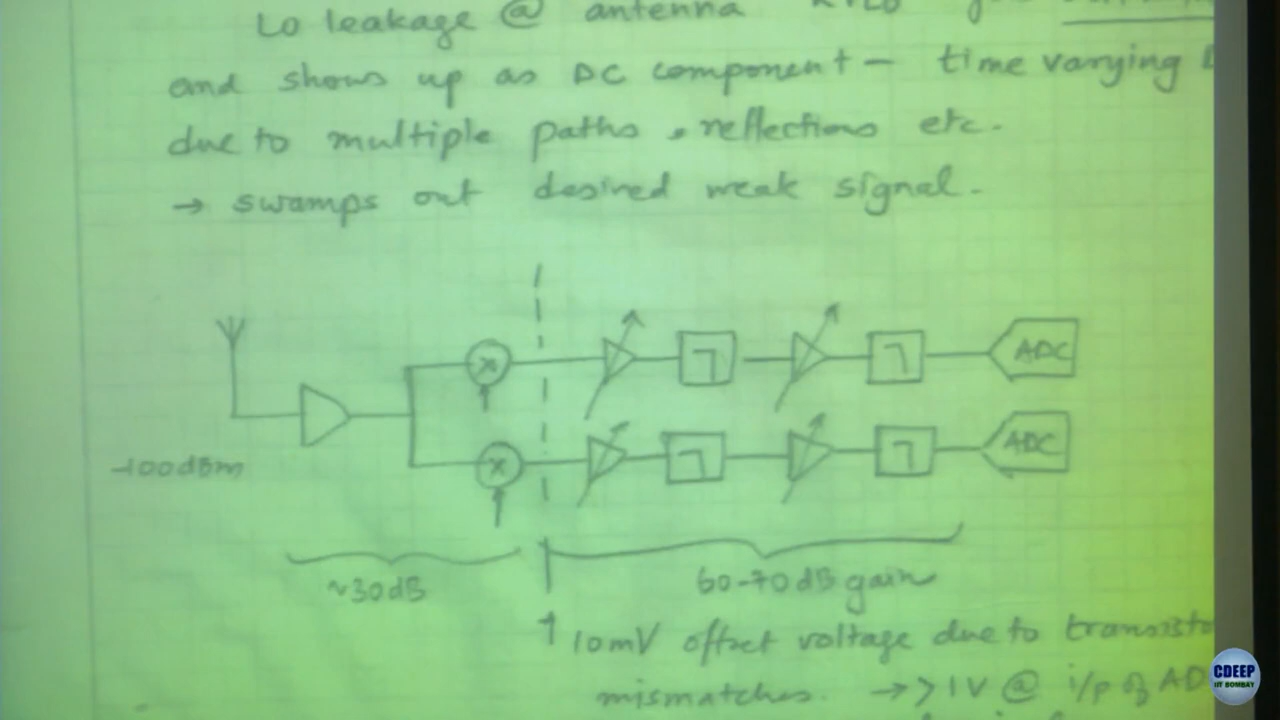 Lo leakage @ antenna
and shows up as DC component – time varying
due to multiple paths, reflections etc.
→ swamps out desired weak signal.
ADC
-100dBm
ADC
~30dB
60-70dB gain
↑ 10mV offset voltage due to transisto
mismatches. → > 1V @ i/p of AD
CDEEP
IIT BOMBAY